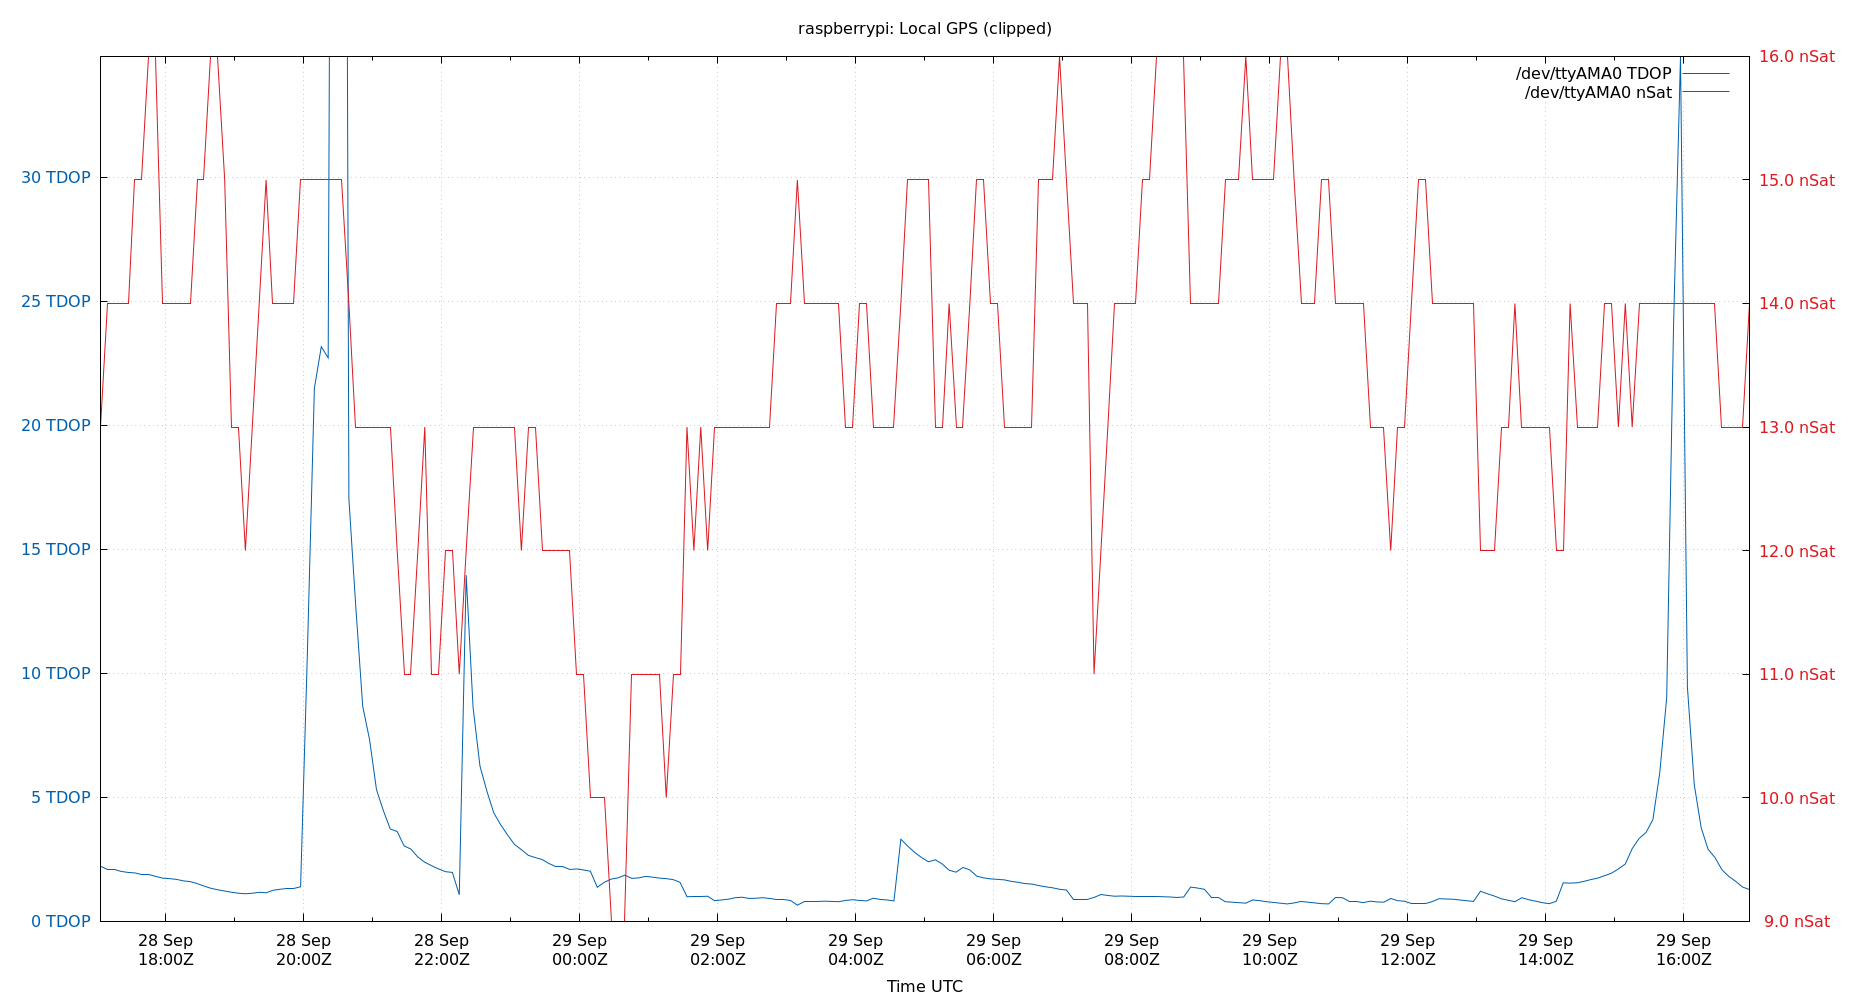 raspberrypi: Local GPS (clipped)
/dev/ttyAMA0 TDOP
/dev/ttyAMA0 nSat
30 TDOP
25 TDOP
20 TDOP
15 TDOP
10 TDOP
5 TDOP
0 TDOP
16.0 nSat
15.0 nSat
14.0 nSat
13.0 nSat
12.0 nSat
11.0 nSat
10.0 nSat
9.0 nSat
28 Sep
18:00Z
28 Sep
20:00Z
28 Sep
22:00Z
29 Sep
00:00Z
29 Sep
02:00Z
29 Sep
04:00Z
29 Sep
06:00Z
29 Sep
08:00Z
29 Sep
10:00Z
29 Sep
12:00Z
29 Sep
14:00Z
29 Sep
16:00Z
Time UTC